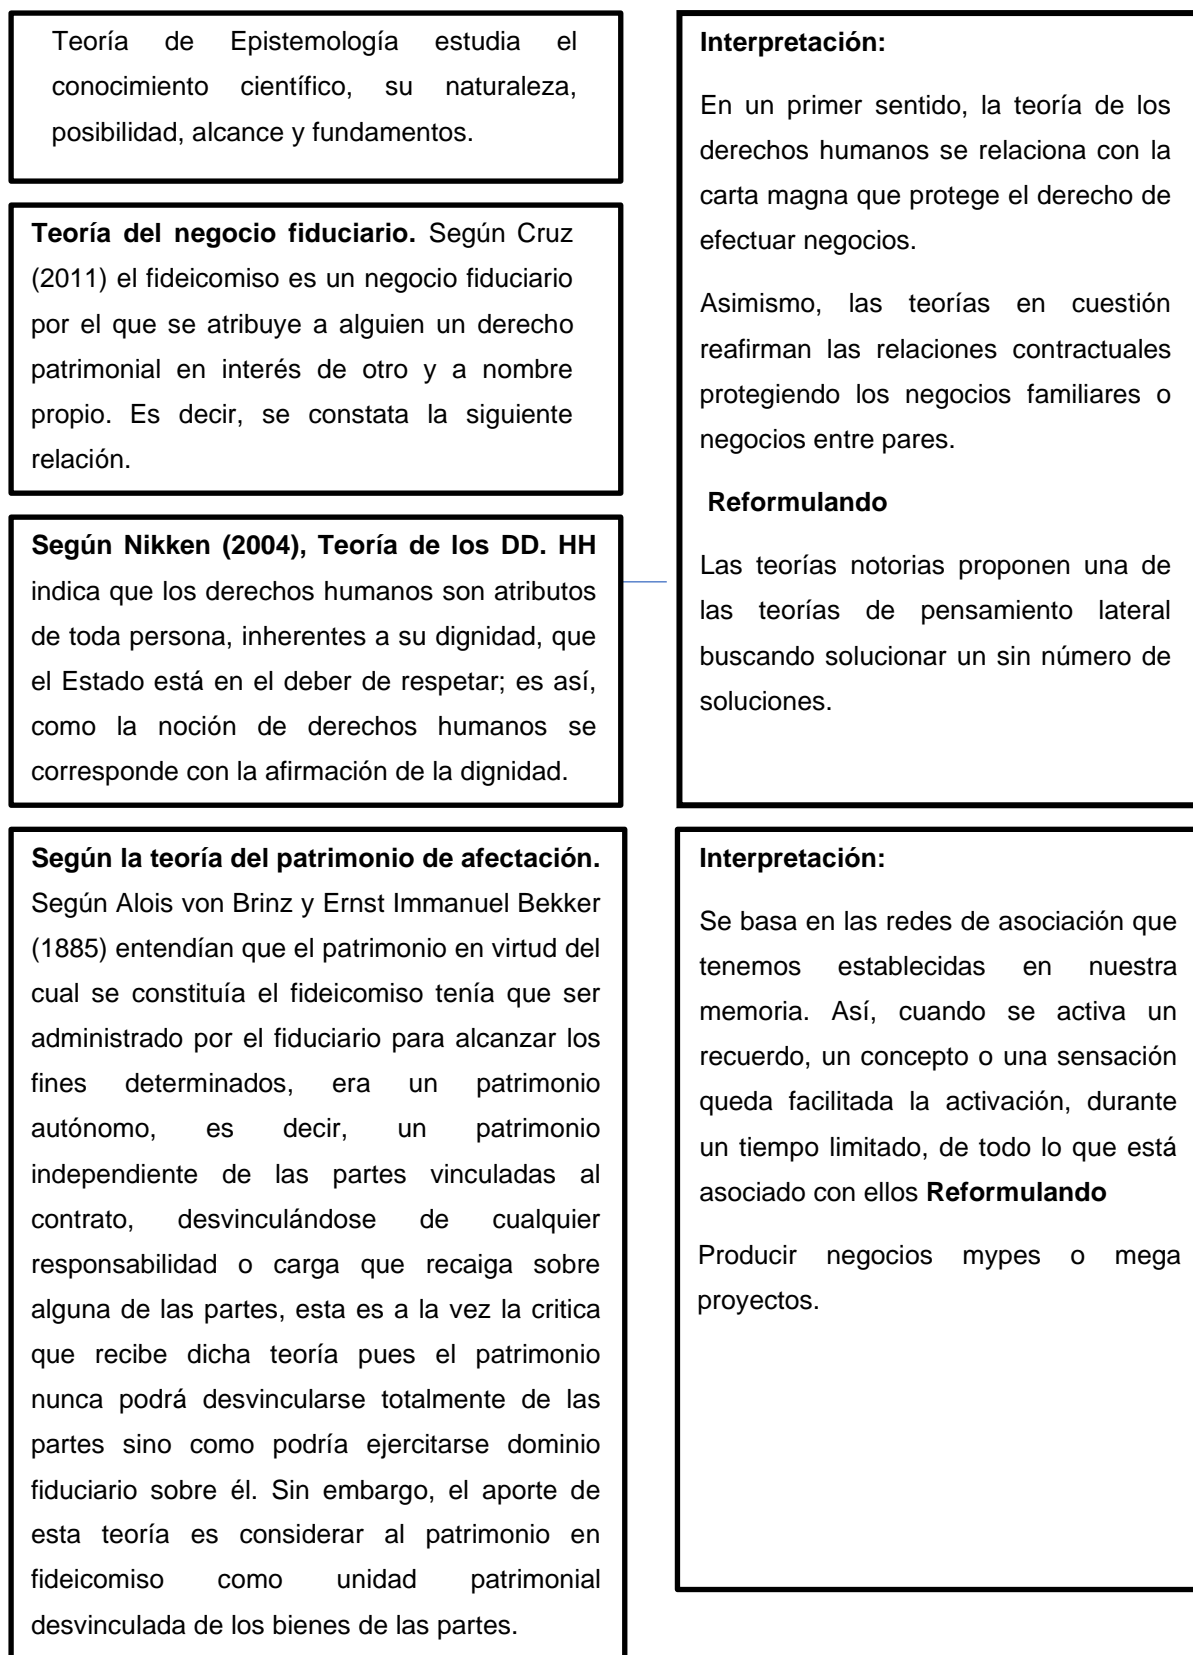 Teoría de Epistemología estudia el
conocimiento científico, su naturaleza,
posibilidad, alcance y fundamentos.
Teoría del negocio fiduciario. Según Cruz
(2011) el fideicomiso es un negocio fiduciario
por el que se atribuye a alguien un derecho
patrimonial en interés de otro y a nombre
propio. Es decir, se constata la siguiente
relación.
Según Nikken (2004), Teoría de los DD. HH
indica que los derechos humanos son atributos
de toda persona, inherentes a su dignidad, que
el Estado está en el deber de respetar; es así,
como la noción de derechos humanos se
corresponde con la afirmación de la dignidad.
Interpretación:
En un primer sentido, la teoría de los
derechos humanos se relaciona con la
carta magna que protege el derecho de
efectuar negocios.
Asimismo, las teorías en cuestión
reafirman las relaciones contractuales
protegiendo los negocios familiares o
negocios entre pares.
Reformulando
Las teorías notorias proponen una de
las teorías de pensamiento lateral
buscando solucionar un sin número de
soluciones.
Según la teoría del patrimonio de afectación.
Según Alois von Brinz y Ernst Immanuel Bekker
(1885) entendían que el patrimonio en virtud del
cual se constituía el fideicomiso tenía que ser
administrado por el fiduciario para alcanzar los
fines determinados, era un patrimonio
autónomo, es decir, un patrimonio
independiente de las partes vinculadas al
contrato, desvinculándose de cualquier
responsabilidad o carga que recaiga sobre
alguna de las partes, esta es a la vez la critica
que recibe dicha teoría pues el patrimonio
nunca podrá desvincularse totalmente de las
partes sino como podría ejercitarse dominio
fiduciario sobre él. Sin embargo, el aporte de
esta teoría es considerar al patrimonio en
fideicomiso como unidad patrimonial
desvinculada de los bienes de las partes.
Interpretación:
Se basa en las redes de asociación que
tenemos establecidas en nuestra
memoria. Así, cuando se activa un
recuerdo, un concepto o una sensación
queda facilitada la activación, durante
un tiempo limitado, de todo lo que está
asociado con ellos Reformulando
Producir negocios mypes o mega
proyectos.